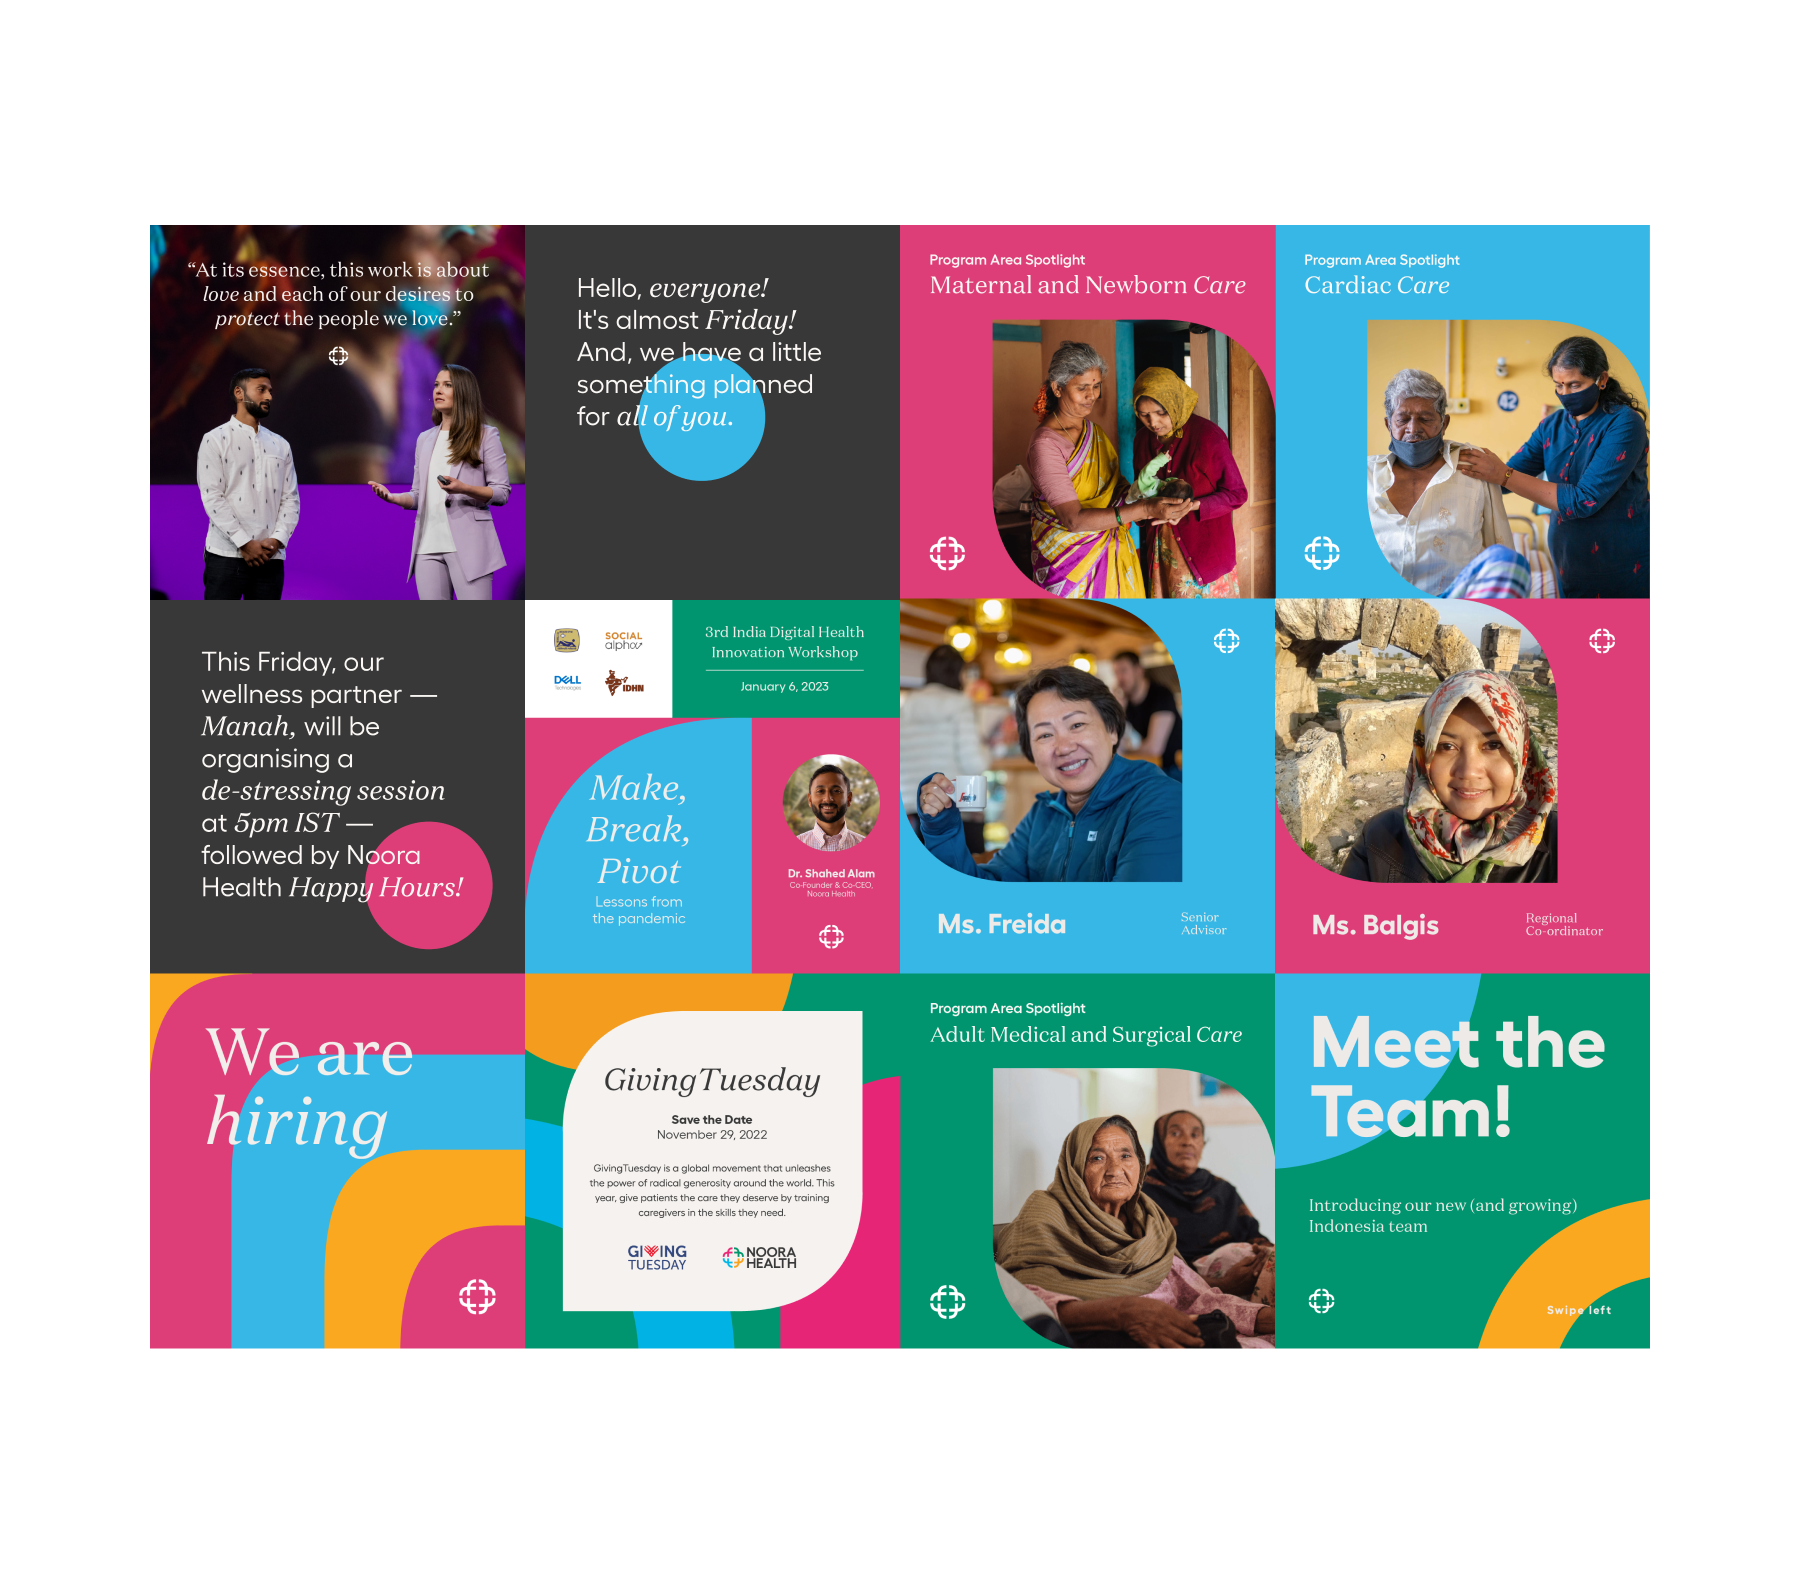 “At its essence, this work is about
love and each of our desires to
protect the people we love.”
Hello, everyone!
It's almost Friday!
And, we have a little
something planned
for all of you.
Program Area Spotlight
Maternal and Newborn Care
Program Area Spotlight
Cardiac Care
42
This Friday, our
wellness partner —
Manah, will be
organising a
de-stressing session
at 5pm IST —
followed by Noora
Health Happy Hours!
SOCIAL
alpha
DELL
Technologies
IDHN
3rd India Digital Health
Innovation Workshop
January 6, 2023
Make,
Break,
Pivot
Lessons from
the pandemic
Dr. Shahed Alam
Co-Founder & Co-CEO,
Noora Health
Ms. Freida
Senior
Advisor
Ms. Balgis
Regional
Co-ordinator
We are
hiring
GivingTuesday
Save the Date
November 29, 2022
GivingTuesday is a global movement that unleashes
the power of radical generosity around the world. This
year, give patients the care they deserve by training
caregivers in the skills they need.
GIVING
TUESDAY
NOORA
HEALTH
Program Area Spotlight
Adult Medical and Surgical Care
Meet the
Team!
Introducing our new (and growing)
Indonesia team
Swipe left